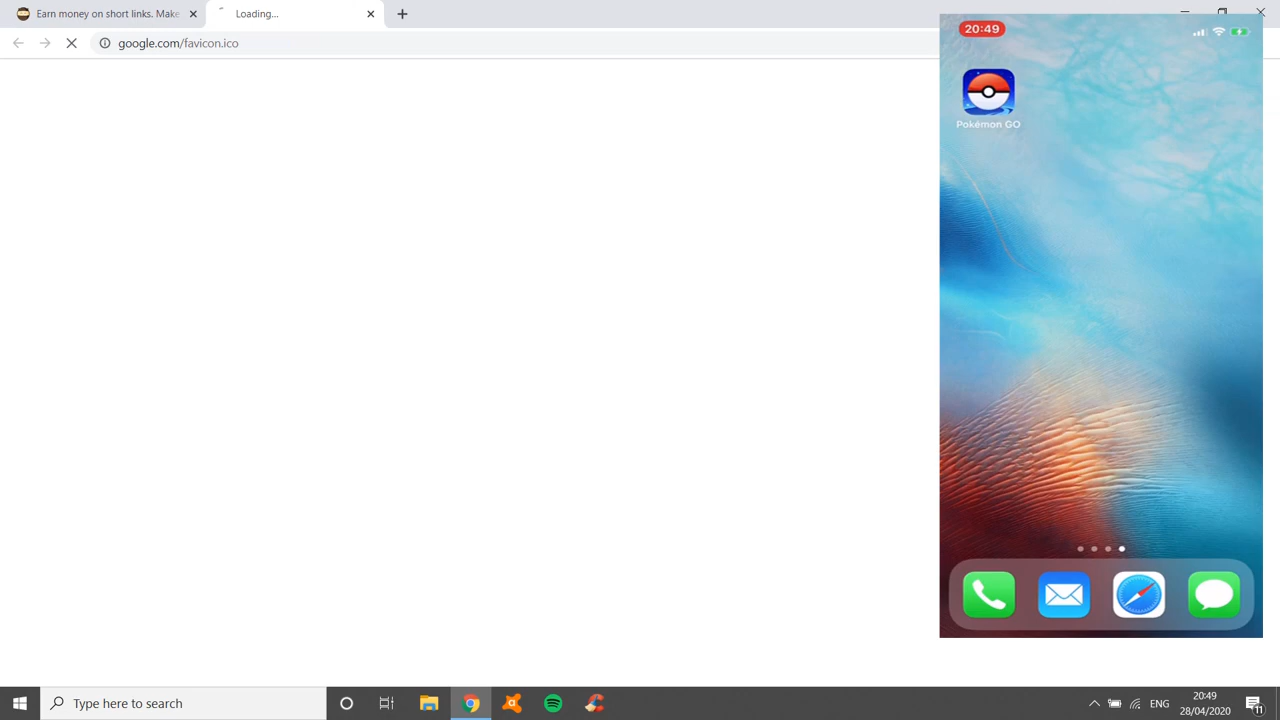 Earn money on short links. Make
Loading...
google.com/favicon.ico
20:49
Pokémon GO
Type here to search
ENG
20:49
28/04/2020
11